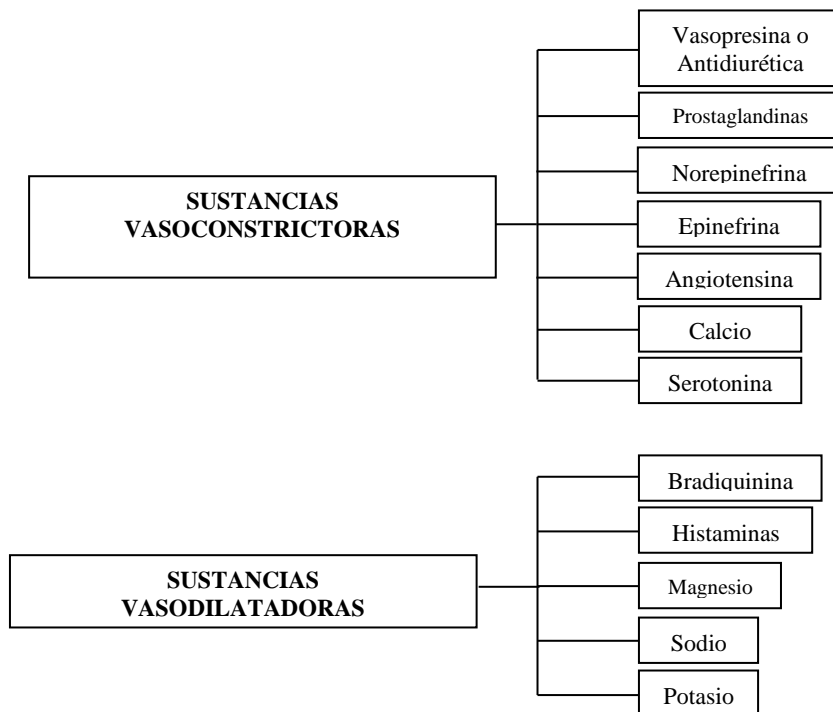 Vasopresina o
Antidiurética
Prostaglandinas
Norepinefrina
SUSTANCIAS
VASOCONSTRICTORAS
Epinefrina
Angiotensina
Calcio
Serotonina
Bradiquinina
Histaminas
SUSTANCIAS
VASODILATADORAS
Magnesio
Sodio
Potasio